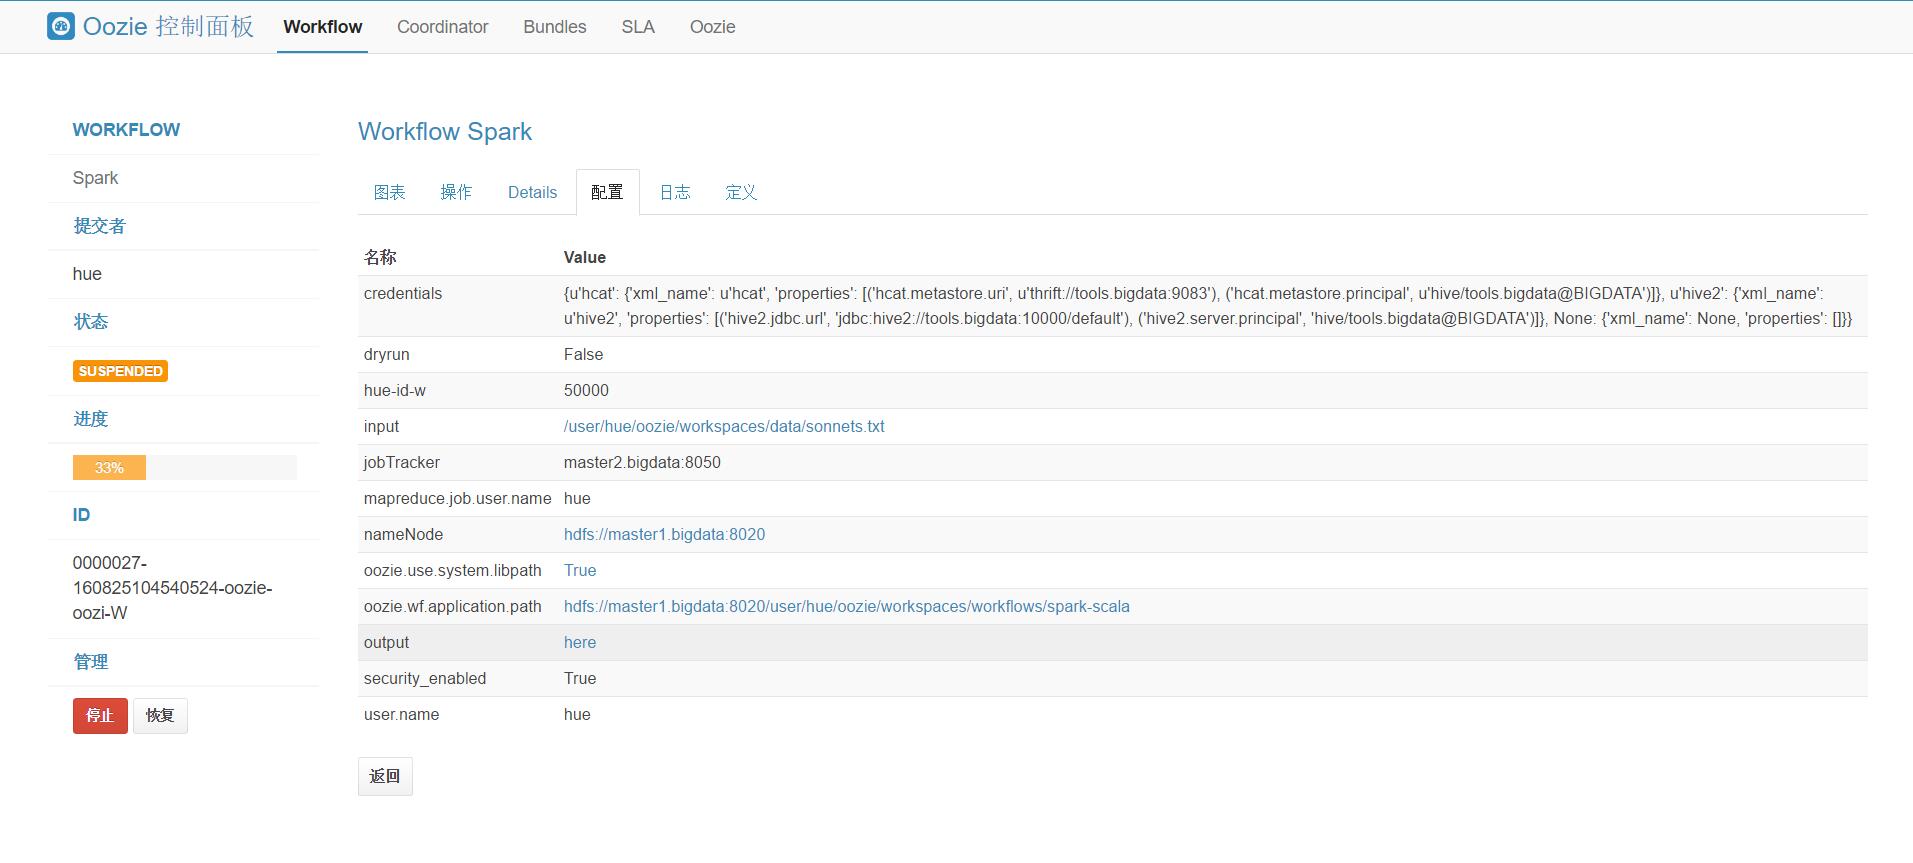 Oozie 控制面板 Workflow Coordinator Bundles SLA Oozie
WORKFLOW
Spark
提交者
hue
状态
SUSPENDED
进度
33%
ID
0000027-
160825104540524-oozie-
oozi-W
管理
停止 恢复
Workflow Spark
图表 操作 Details 配置 日志 定义
名称 Value
credentials {u'hcat': {'xml_name': u'hcat', 'properties': [('hcat.metastore.uri', u'thrift://tools.bigdata:9083'), ('hcat.metastore.principal', u'hive/tools.bigdata@BIGDATA')]}, u'hive2': {'xml_name':
u'hive2', 'properties': [('hive2.jdbc.url', 'jdbc:hive2://tools.bigdata:10000/default'), ('hive2.server.principal', 'hive/tools.bigdata@BIGDATA')]}, None: {'xml_name': None, 'properties': []}}
dryrun False
hue-id-w 50000
input /user/hue/oozie/workspaces/data/sonnets.txt
jobTracker master2.bigdata:8050
mapreduce.job.user.name hue
nameNode hdfs://master1.bigdata:8020
oozie.use.system.libpath True
oozie.wf.application.path hdfs://master1.bigdata:8020/user/hue/oozie/workspaces/workflows/spark-scala
output here
security_enabled True
user.name hue
返回